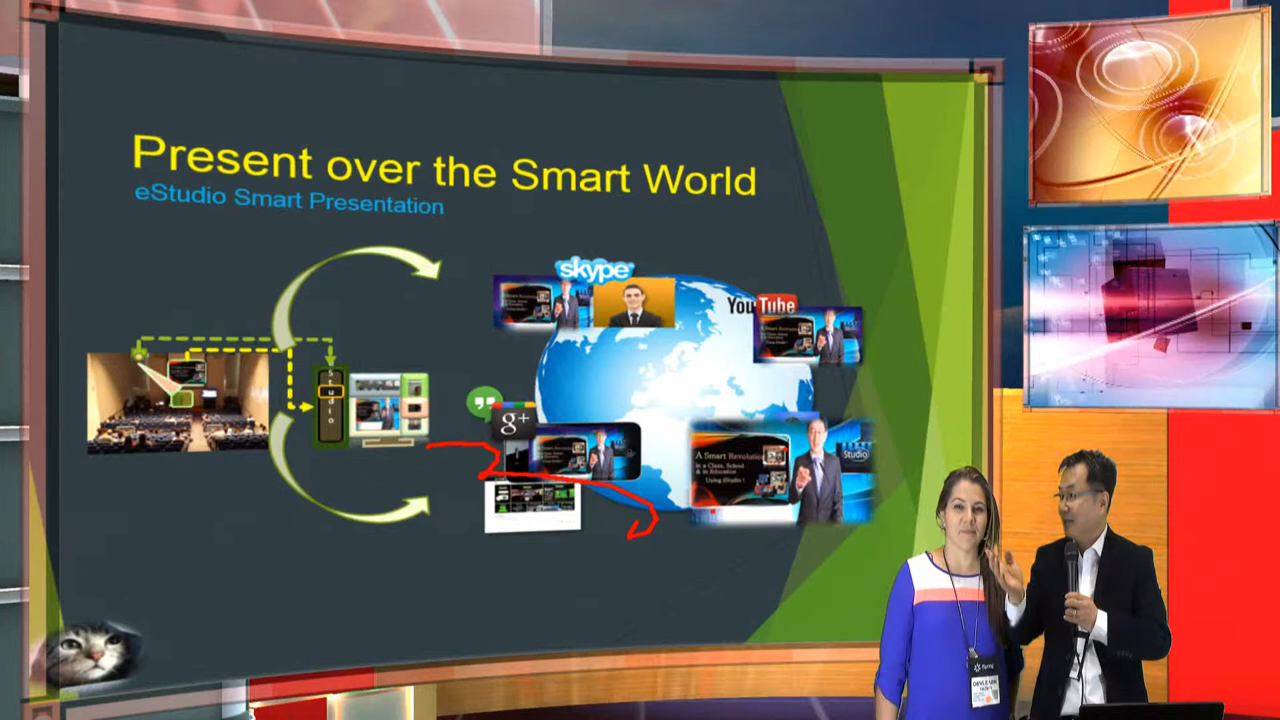 Present over the Smart World
eStudio Smart Presentation
skype
YouTube
Studio
g+
A Smart Revolution
in a Class, School
& in Education
Using iStudio !
Studio